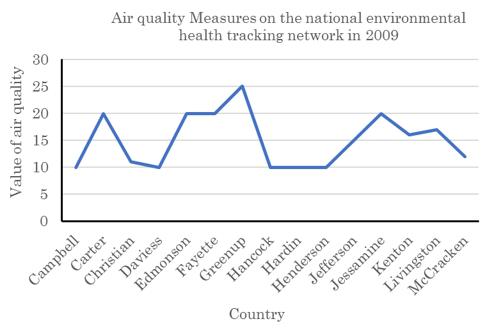 Air quality Measures on the national environmental
health tracking network in 2009
Value of air quality
30
25
20
15
10
5
0
Campbell
Carter
Christian
Daviess
Edmonson
Fayette
Greenup
Hancock
Hardin
Henderson
Jefferson
Jessamine
Kenton
Livingston
McCracken
Country